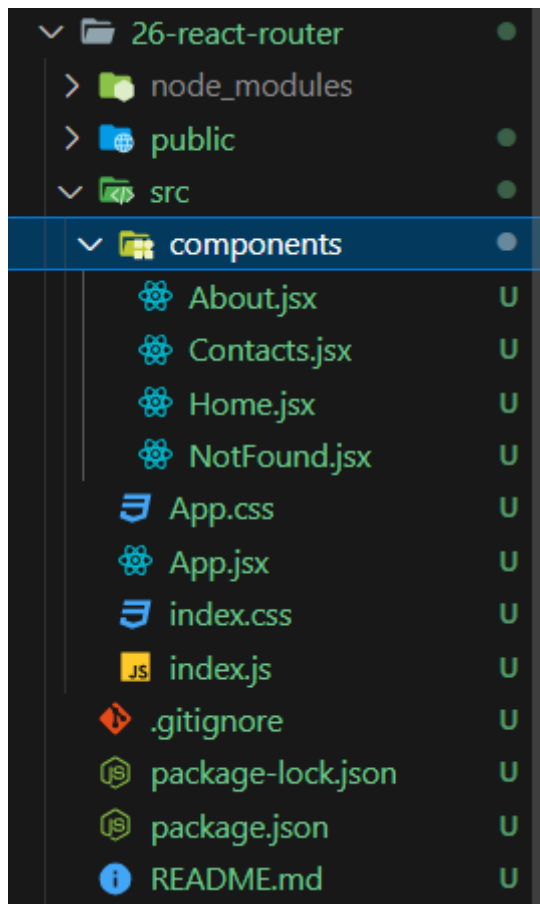 26-react-router
node_modules
public
src
components
About.jsx U
Contacts.jsx U
Home.jsx U
NotFound.jsx U
App.css U
App.jsx U
index.css U
JS index.js U
.gitignore U
package-lock.json U
package.json U
README.md U